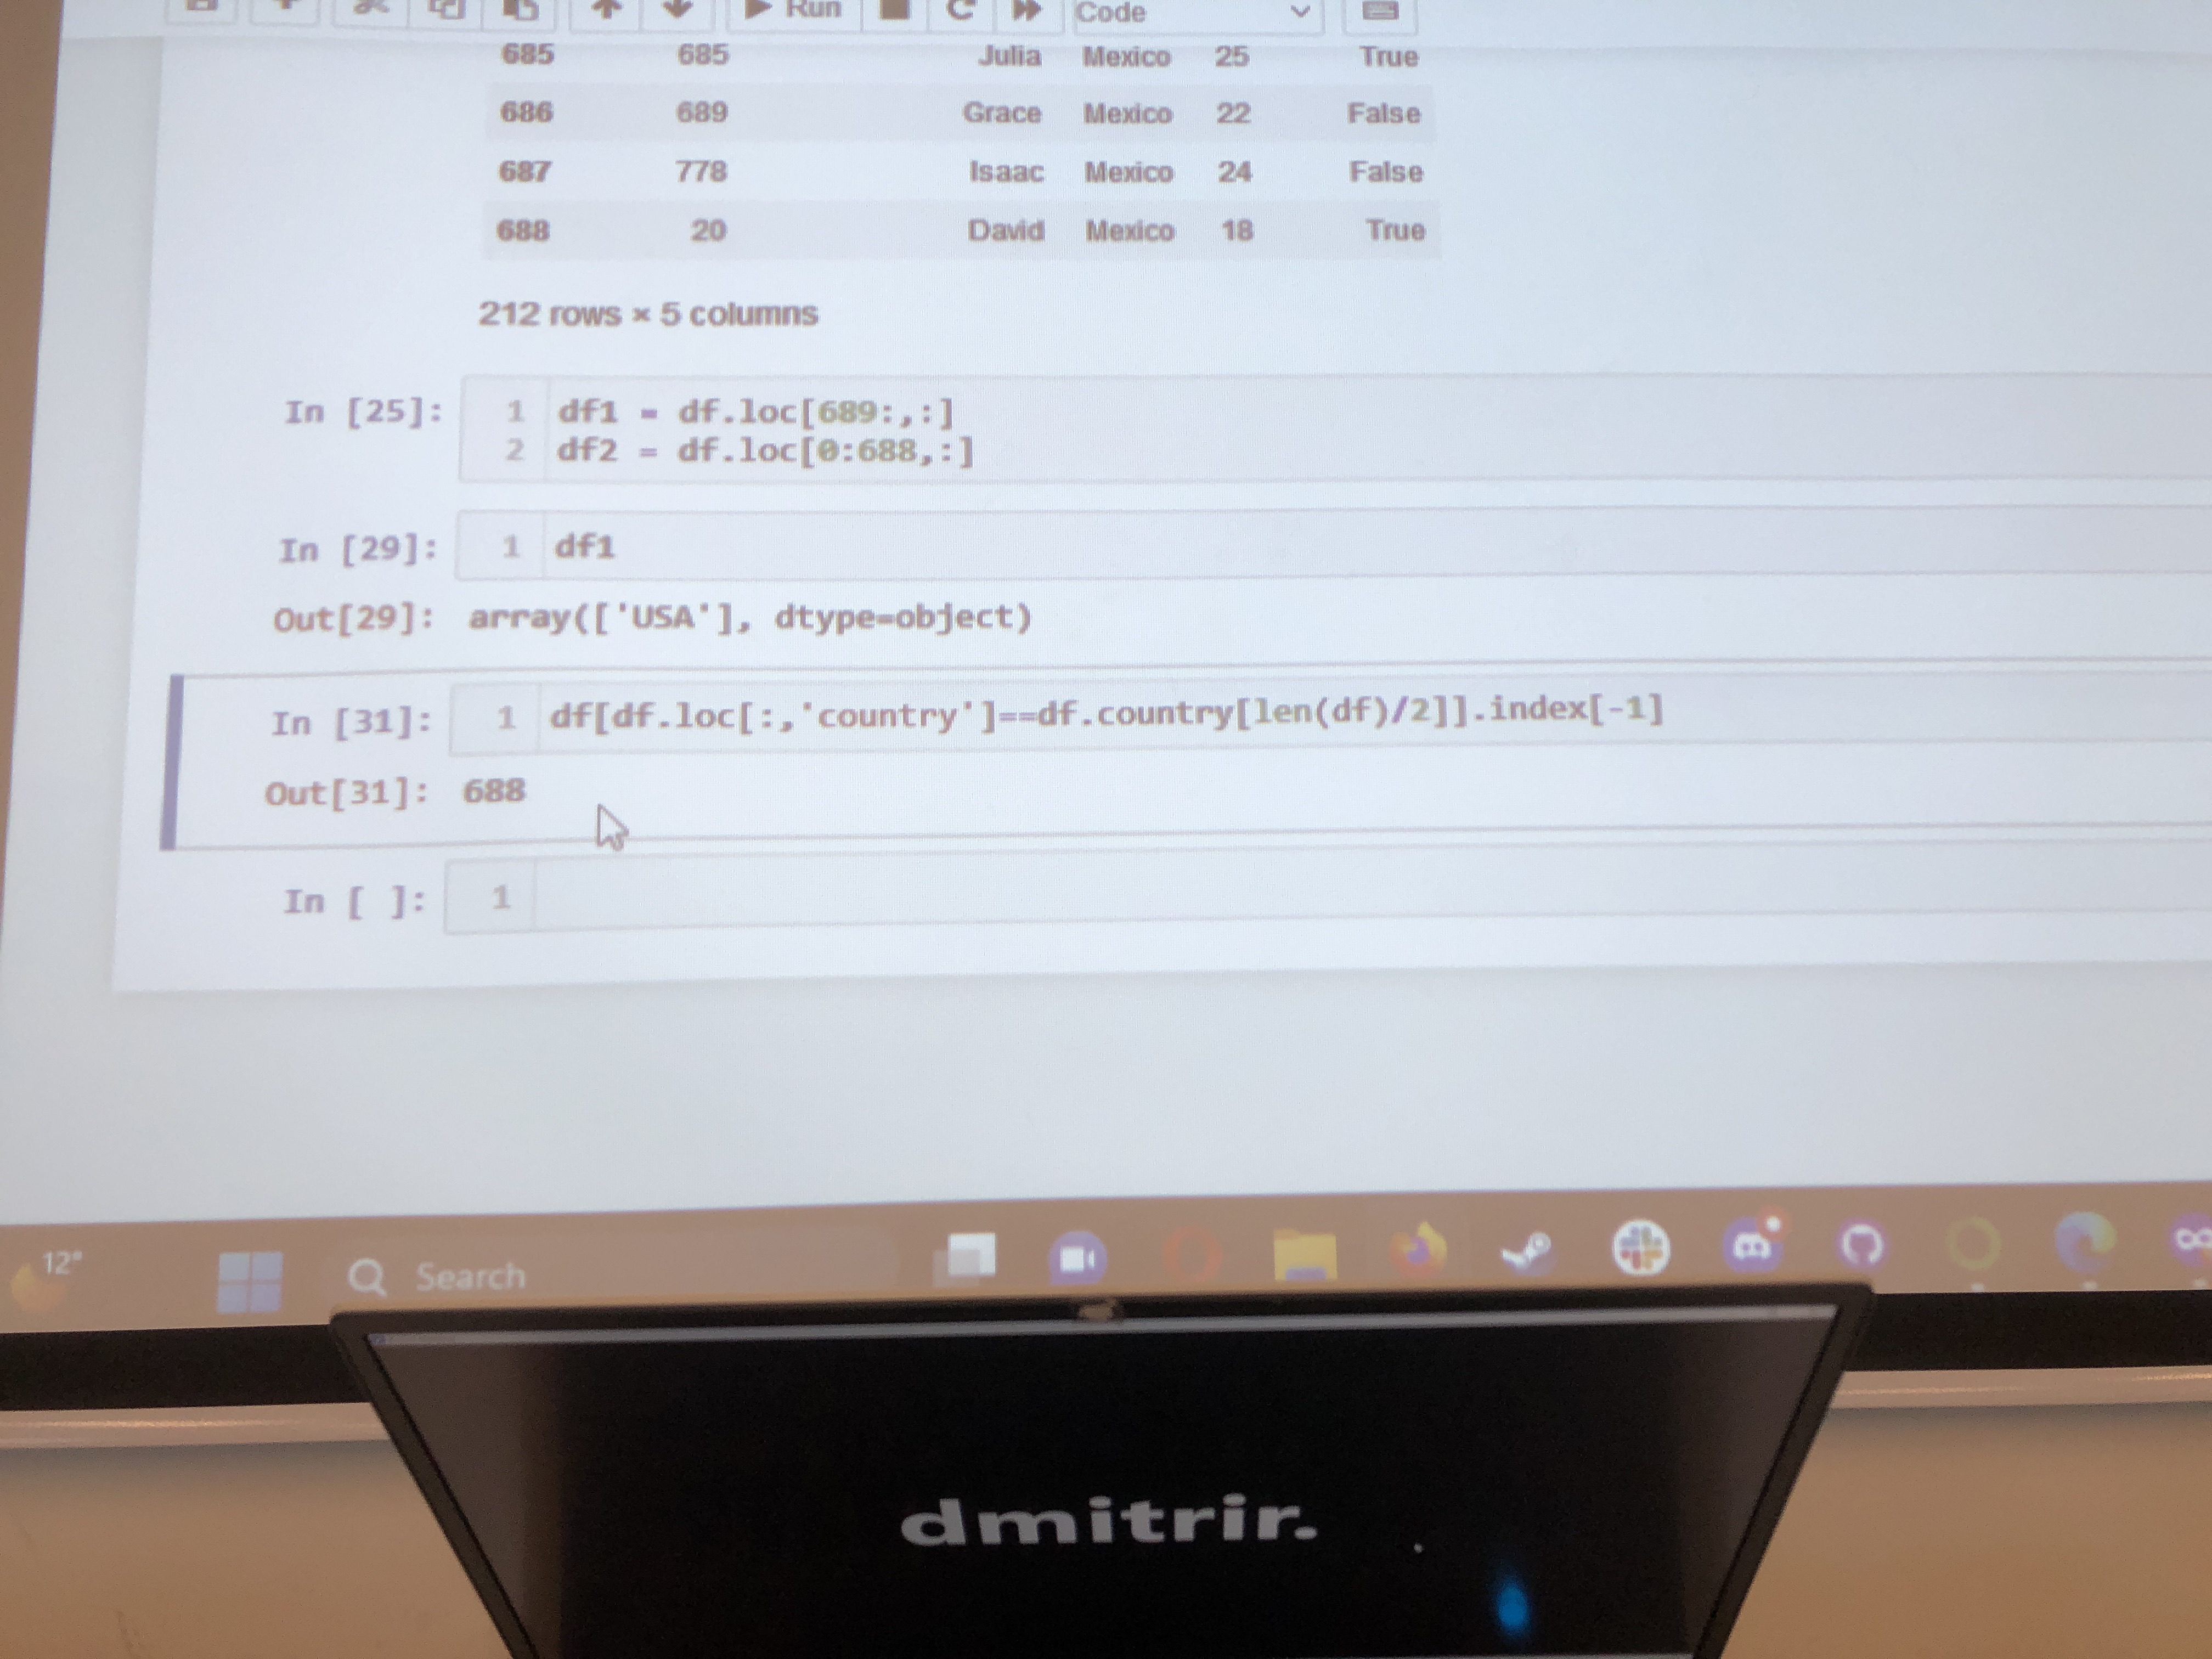 Run Code
685 685 Julia Mexico 25 True
686 689 Grace Mexico 22 False
687 778 Isaac Mexico 24 False
688 20 David Mexico 18 True
212 rows × 5 columns
In [25]: 1 df1 = df.loc[689:,:]
2 df2 = df.loc[0:688,:]
In [29]: 1 df1
Out[29]: array(['USA'], dtype=object)
In [31]: 1 df[df.loc[:,'country']==df.country[len(df)/2]].index[-1]
Out[31]: 688
In [ ]: 1
12° Search
dmitrir.